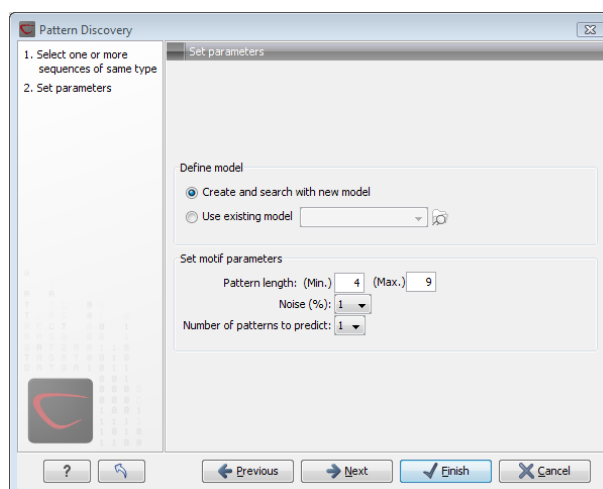 Pattern Discovery
1. Select one or more
sequences of same type
2. Set parameters
Set parameters
Define model
Create and search with new model
Use existing model
Set motif parameters
Pattern length: (Min.) 4 (Max.) 9
Noise (%): 1
Number of patterns to predict: 1
? Previous Next Finish Cancel